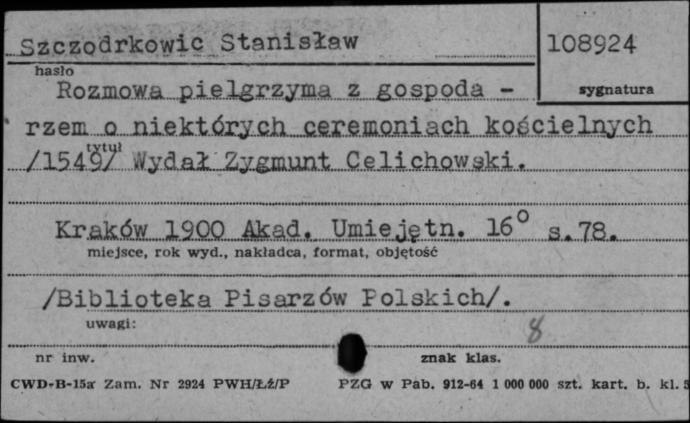 Szczodrkowic Stanisław
108924
hasło
sygnatura
Rozmowa pielgrzyma z gospoda -
rzem o niektórych ceremoniach kościelnych
tytuł
/1549/ Wydał Zygmunt Celichowski.
Kraków 1900 Akad. Umiejętn. 16° s.78.
miejsce, rok wyd., nakładca, format, objętość
/Biblioteka Pisarzów Polskich/.
uwagi:
8
nr inw.
znak klas.
CWD-B-15a Zam. Nr 2924 PWH/Łź/P
PZG w Pab. 912-64 1 000 000 szt. kart. b. kl. 3